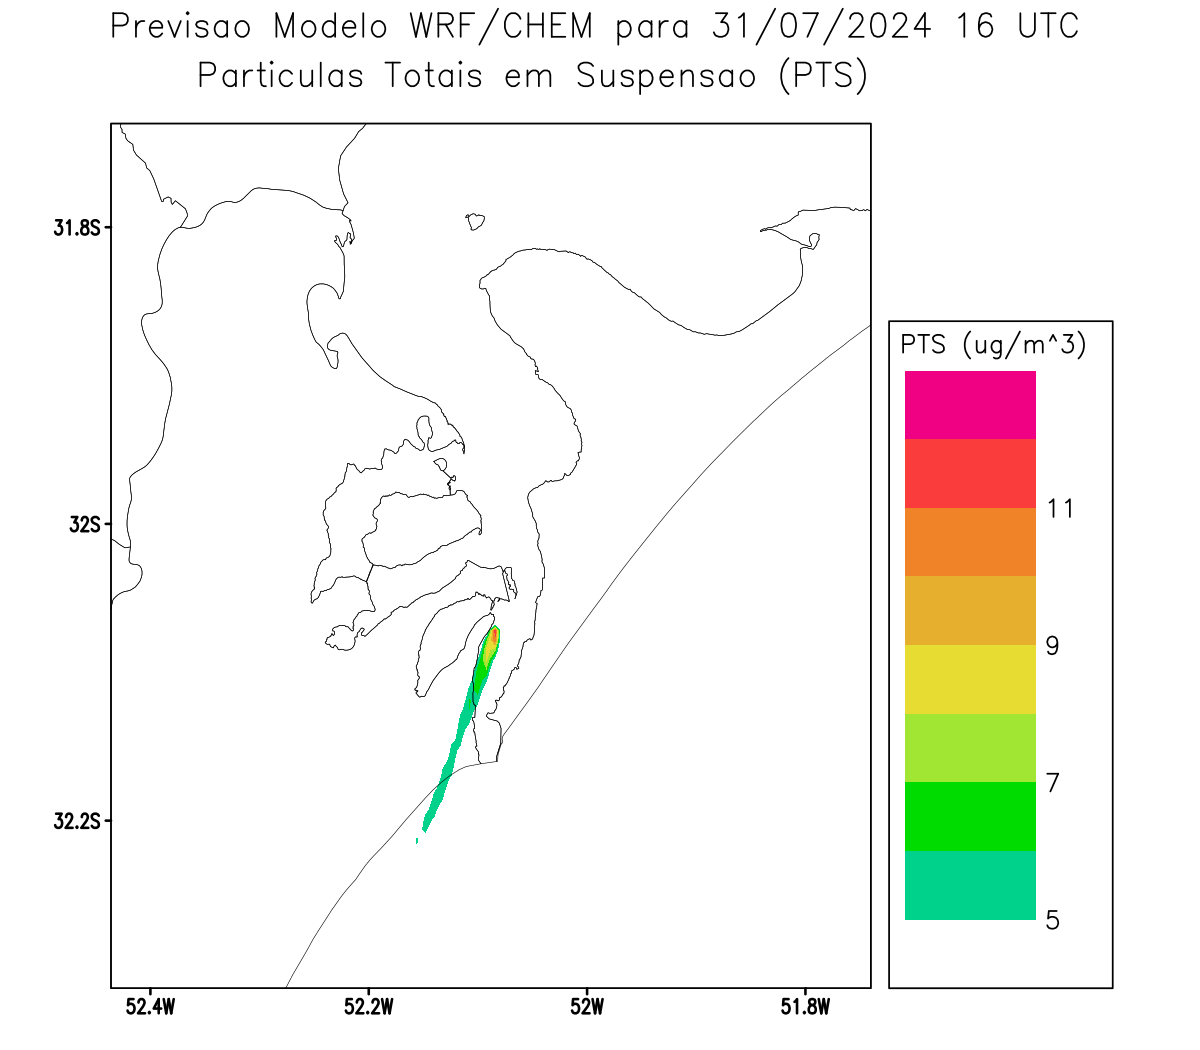 Previsao Modelo WRF/CHEM para 31/07/2024 16 UTC
Particulas Totais em Suspensao (PTS)
31.8S
32S
32.2S
52.4W
52.2W
52W
51.8W
PTS (ug/m^3)
11
9
7
5